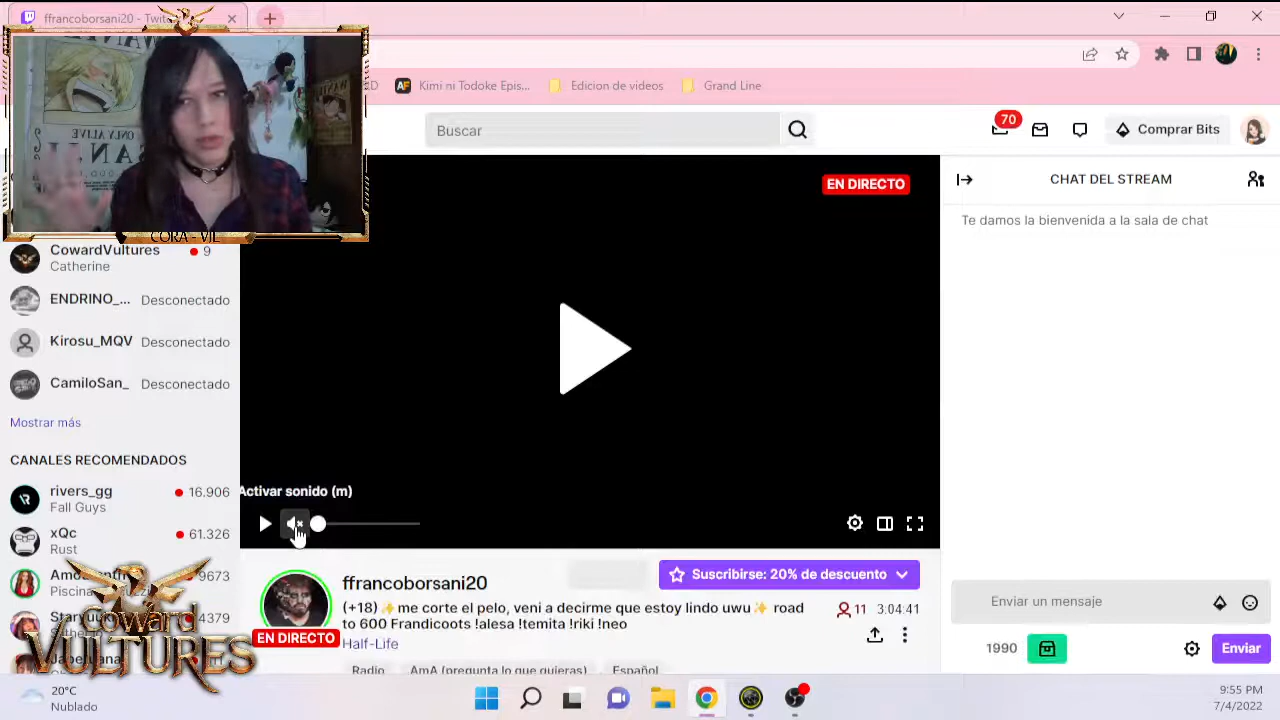 ffrancoborsani20 - Twitc
D
Kimi ni Todoke Epis...
Edicion de videos
Grand Line
CORA - VIL
Buscar
70
Comprar Bits
CowardVultures
9
Catherine
ENDRINO_...
Desconectado
Kirosu_MQV
Desconectado
CamiloSan_
Desconectado
Mostrar más
CANALES RECOMENDADOS
rivers_gg
16.906
Fall Guys
xQc
61.326
Rust
9673
4379
Coward
VULTURES
EN DIRECTO
Activar sonido (m)
ffrancoborsani20
Suscribirse: 20% de descuento
(+18) ✨me corte el pelo, veni a decirme que estoy lindo uwu✨ road
to 600 Frandicoots !alesa !temita !riki !neo
11
3:04:41
EN DIRECTO
Half-Life
Radio
AmA (pregunta lo que quieras)
Español
CHAT DEL STREAM
Te damos la bienvenida a la sala de chat
Enviar un mensaje
1990
Enviar
20°C
Nublado
9:55 PM
7/4/2022